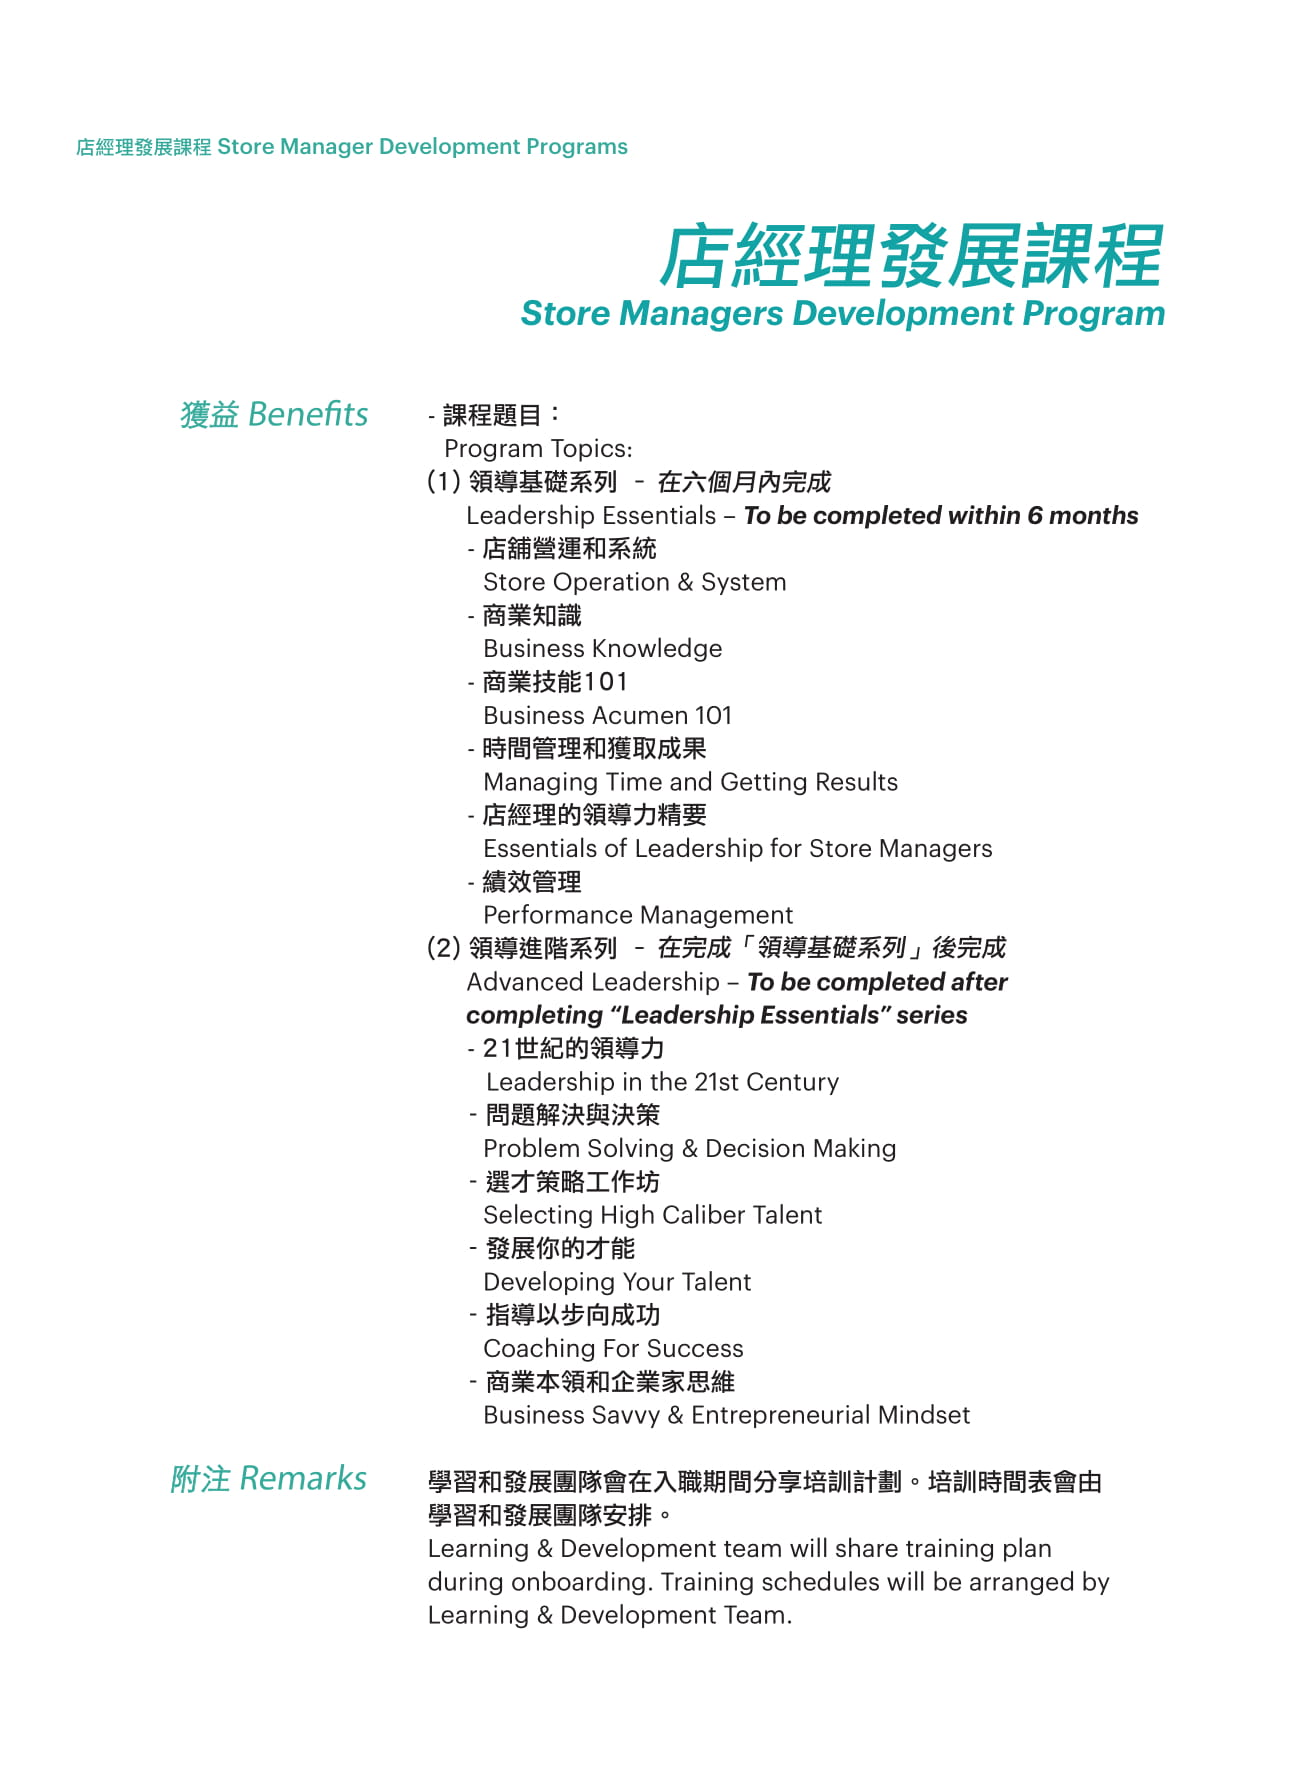 店經理發展課程 Store Manager Development Programs
店經理發展課程
Store Managers Development Program
獲益 Benefits
- 課程題目：
Program Topics:
(1) 領導基礎系列 - 在六個月內完成
Leadership Essentials – To be completed within 6 months
- 店舖營運和系統
Store Operation & System
- 商業知識
Business Knowledge
- 商業技能101
Business Acumen 101
- 時間管理和獲取成果
Managing Time and Getting Results
- 店經理的領導力精要
Essentials of Leadership for Store Managers
- 績效管理
Performance Management
(2) 領導進階系列 - 在完成「領導基礎系列」後完成
Advanced Leadership – To be completed after
completing “Leadership Essentials” series
- 21世紀的領導力
Leadership in the 21st Century
- 問題解決與決策
Problem Solving & Decision Making
- 選才策略工作坊
Selecting High Caliber Talent
- 發展你的才能
Developing Your Talent
- 指導以步向成功
Coaching For Success
- 商業本領和企業家思維
Business Savvy & Entrepreneurial Mindset
附注 Remarks
學習和發展團隊會在入職期間分享培訓計劃。培訓時間表會由
學習和發展團隊安排。
Learning & Development team will share training plan
during onboarding. Training schedules will be arranged by
Learning & Development Team.